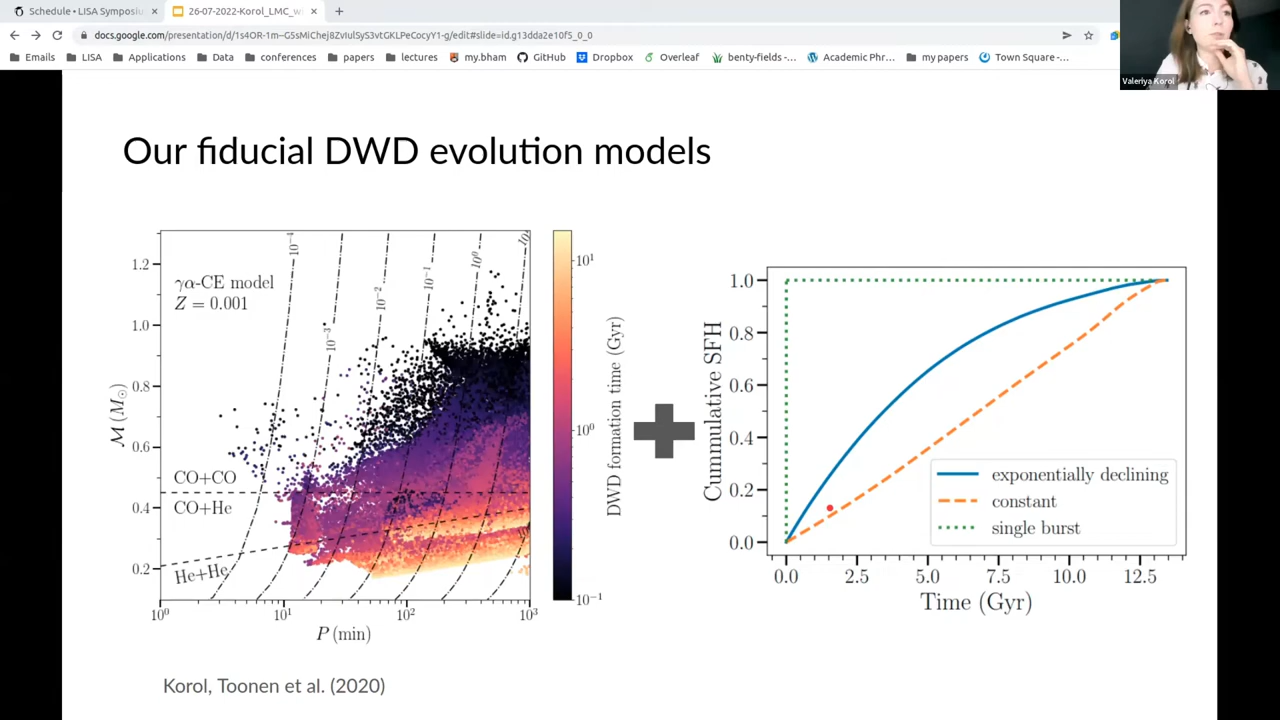 Schedule • LISA Symposiu
26-07-2022-Korol_LMC_wi
docs.google.com/presentation/d/1s4OR-1m--G5sMiChej8ZvIulSyS3vtGKLPeCocyY1-g/edit#slide=id.g13dda2e10f5_0_0
Emails LISA Applications Data conferences papers lectures my.bham GitHub Dropbox Overleaf benty-fields -... Academic Phr... my papers Town Square -...
Valeriya Korol
Our fiducial DWD evolution models
γα-CE model
Z = 0.001
10⁻⁴
10⁻³
10⁻²
10⁻¹
10⁰
CO+CO
CO+He
He+He
1.2
1.0
0.8
0.6
0.4
0.2
M (M⊙)
10⁰ 10¹ 10² 10³
P (min)
10¹
10⁰
10⁻¹
DWD formation time (Gyr)
1.0
0.8
0.6
0.4
0.2
0.0
Cummulative SFH
exponentially declining
constant
single burst
0.0 2.5 5.0 7.5 10.0 12.5
Time (Gyr)
Korol, Toonen et al. (2020)